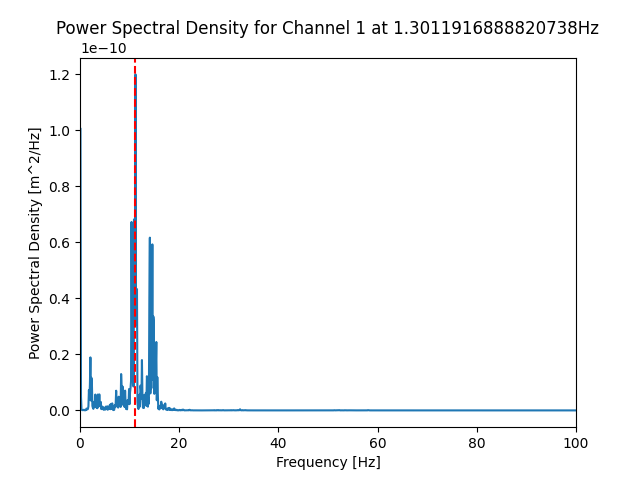 Power Spectral Density for Channel 1 at 1.3011916888820738Hz
1e−10
1.2
1.0
0.8
0.6
0.4
0.2
0.0
Power Spectral Density [m^2/Hz]
0 20 40 60 80 100
Frequency [Hz]